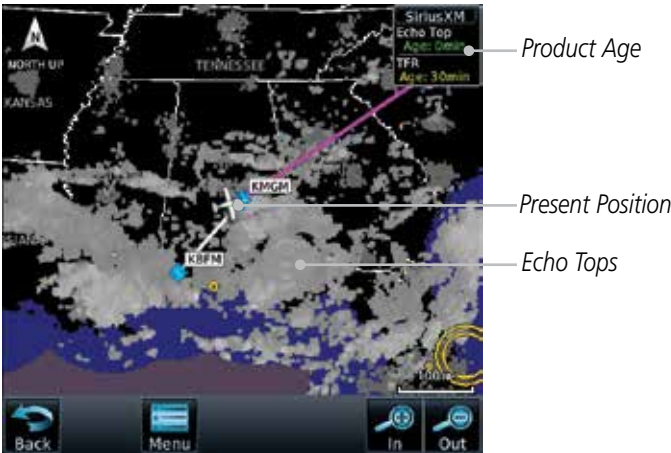 SiriusXM
Echo Top
Age: 0min
TFR
Age: 30min
Product Age
N
NORTH UP
TENNESSEE
KANSAS
KMGM
Present Position
KBFM
Echo Tops
Back
Menu
In
Out